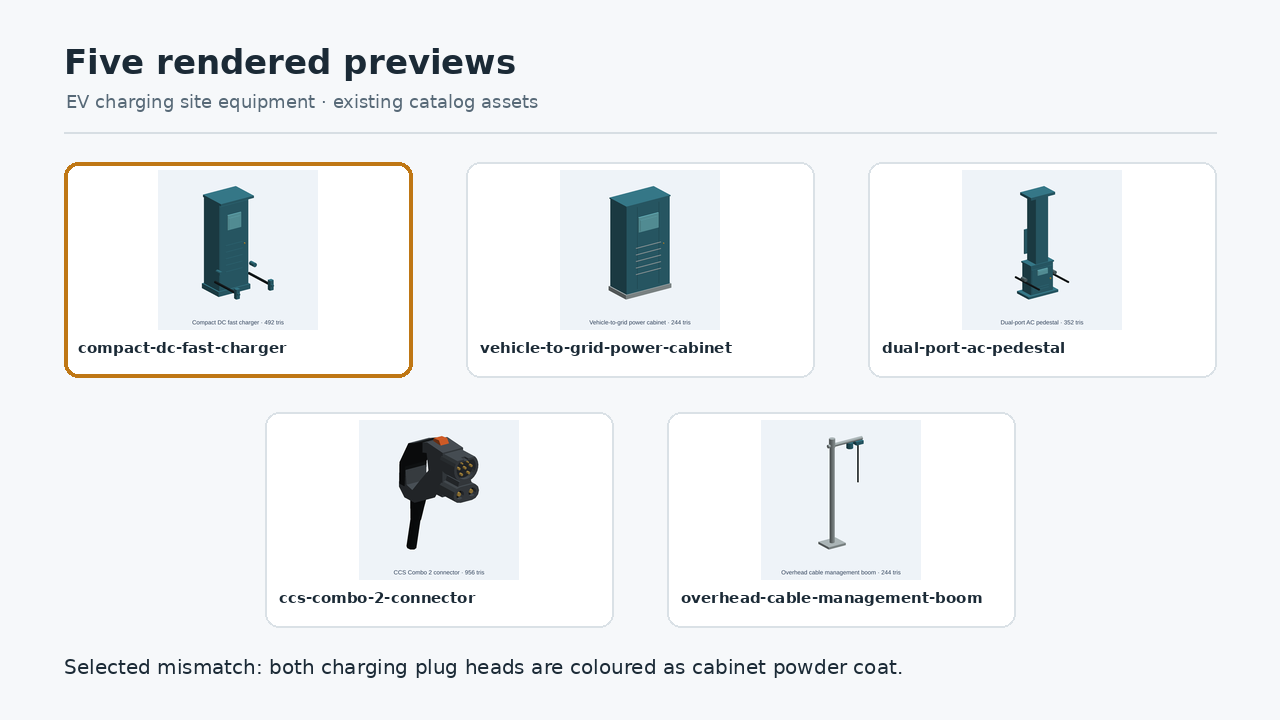 Five rendered previews
EV charging site equipment · existing catalog assets
Compact DC fast charger · 492 tris
compact-dc-fast-charger
Vehicle-to-grid power cabinet · 244 tris
vehicle-to-grid-power-cabinet
Dual-port AC pedestal · 352 tris
dual-port-ac-pedestal
CCS Combo 2 connector · 956 tris
ccs-combo-2-connector
Overhead cable management boom · 244 tris
overhead-cable-management-boom
Selected mismatch: both charging plug heads are coloured as cabinet powder coat.